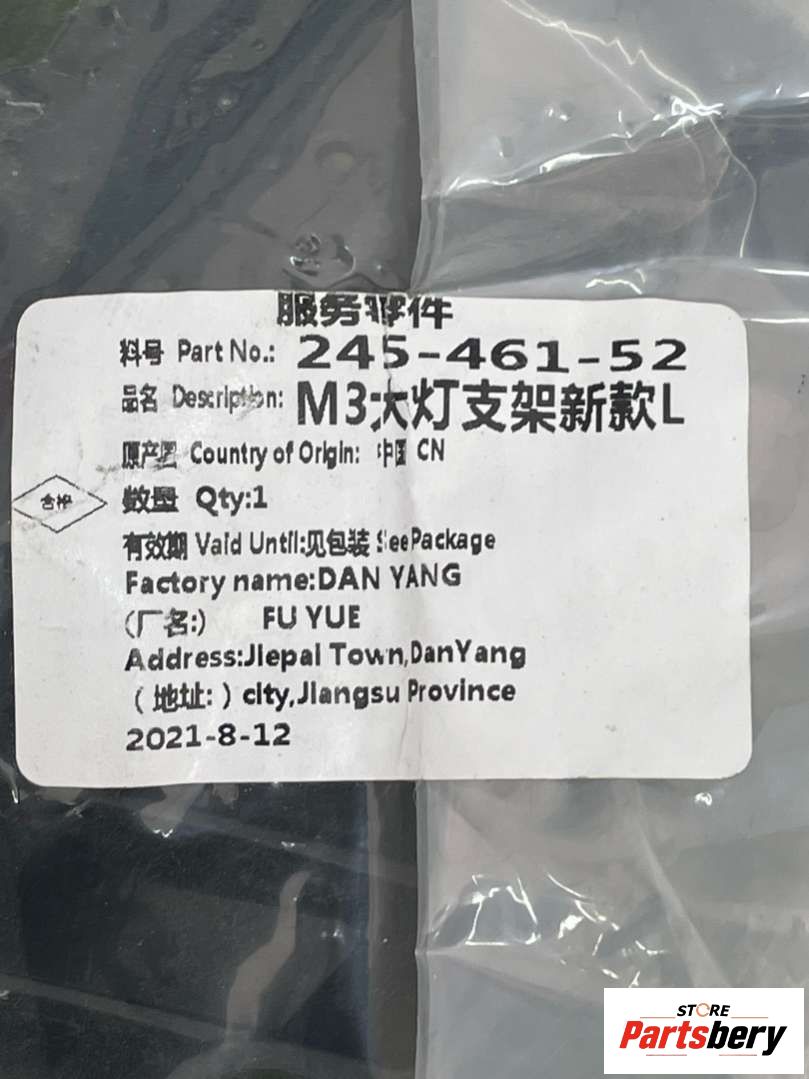 服务零件
料号 Part No.: 245-461-52
品名 Description: M3大灯支架新款L
原产国 Country of Origin: 中国 CN
合格
数量 Qty:1
有效期 Vaid Until:见包装 SeePackage
Factory name:DAN YANG
(厂名:) FU YUE
Address:Jiepai Town,DanYang
(地址:) city,Jiangsu Province
2021-8-12
STORE
Partsbery